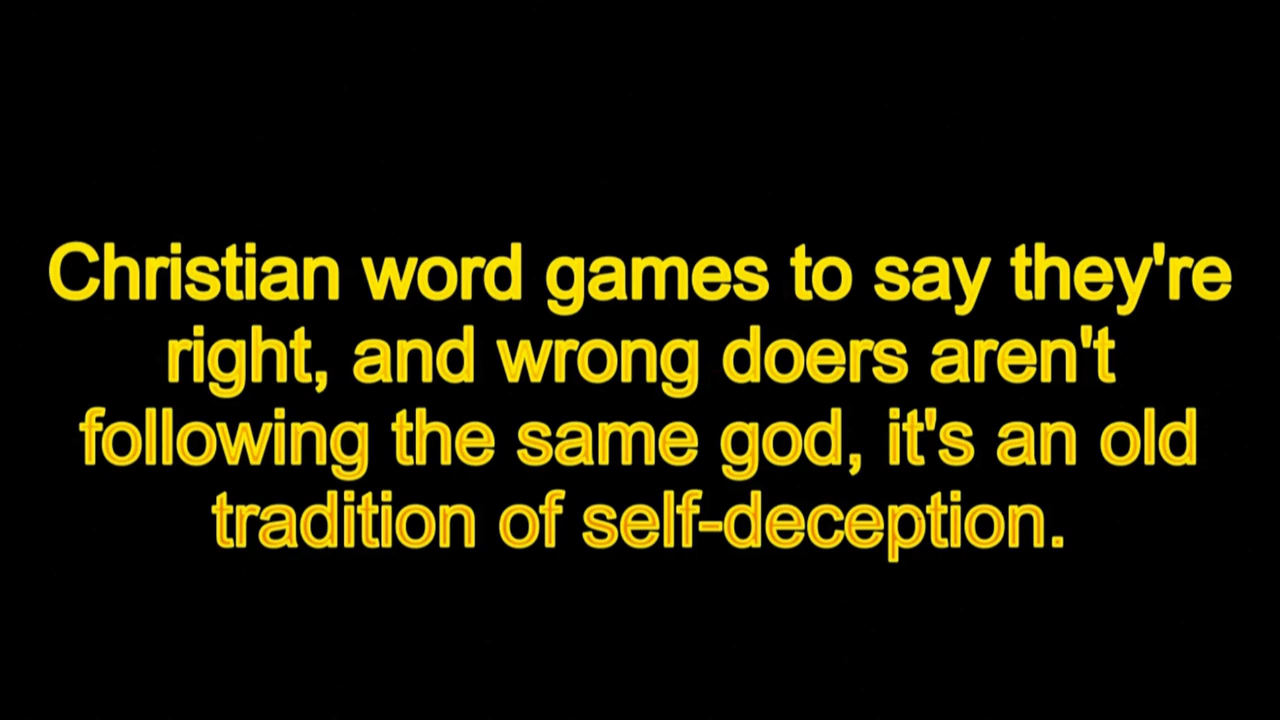 Christian word games to say they're
right, and wrong doers aren't
following the same god, it's an old
tradition of self-deception.